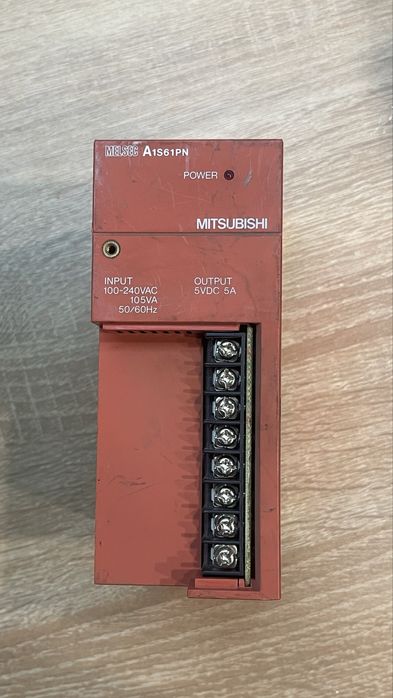 MELSEC A1S61PN
POWER
MITSUBISHI
INPUT
100-240VAC
105VA
50/60Hz
OUTPUT
5VDC 5A